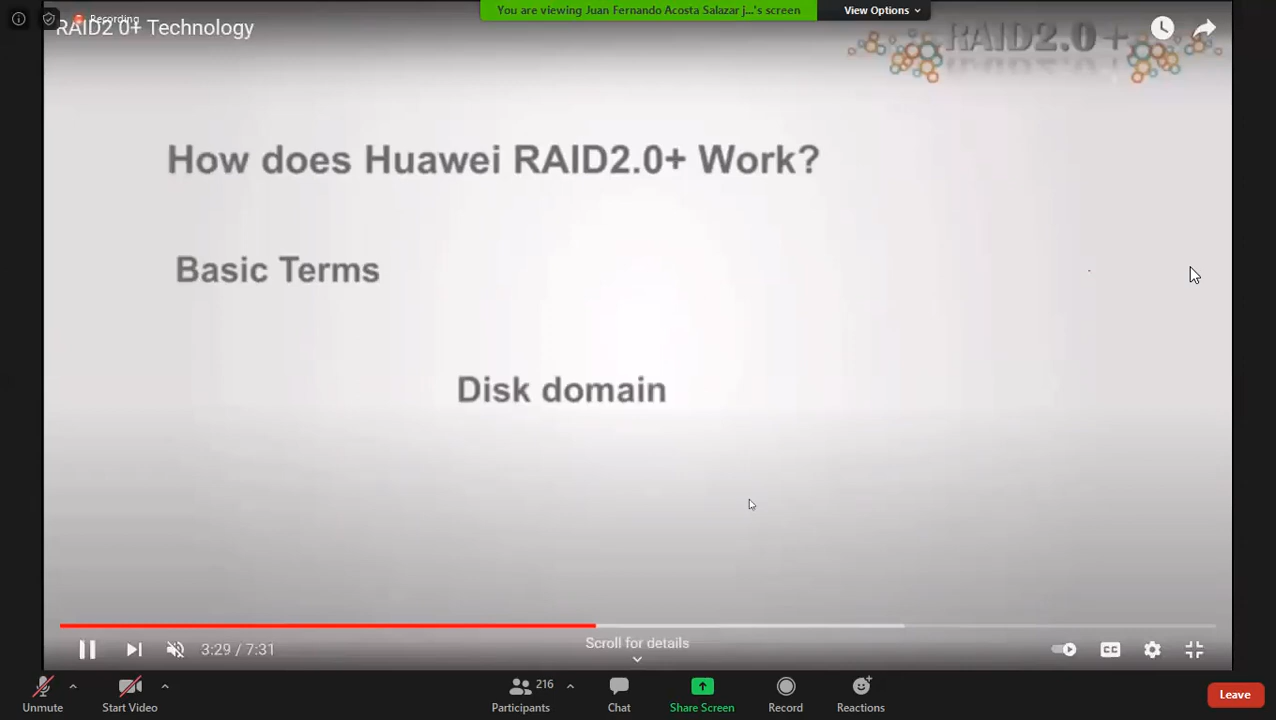 Recording
You are viewing Juan Fernando Acosta Salazar j...'s screen
View Options
RAID2 0+ Technology
RAID2.0+
How does Huawei RAID2.0+ Work?
Basic Terms
Disk domain
3:29 / 7:31
Scroll for details
CC
Unmute
Start Video
216
Participants
Chat
Share Screen
Record
Reactions
Leave